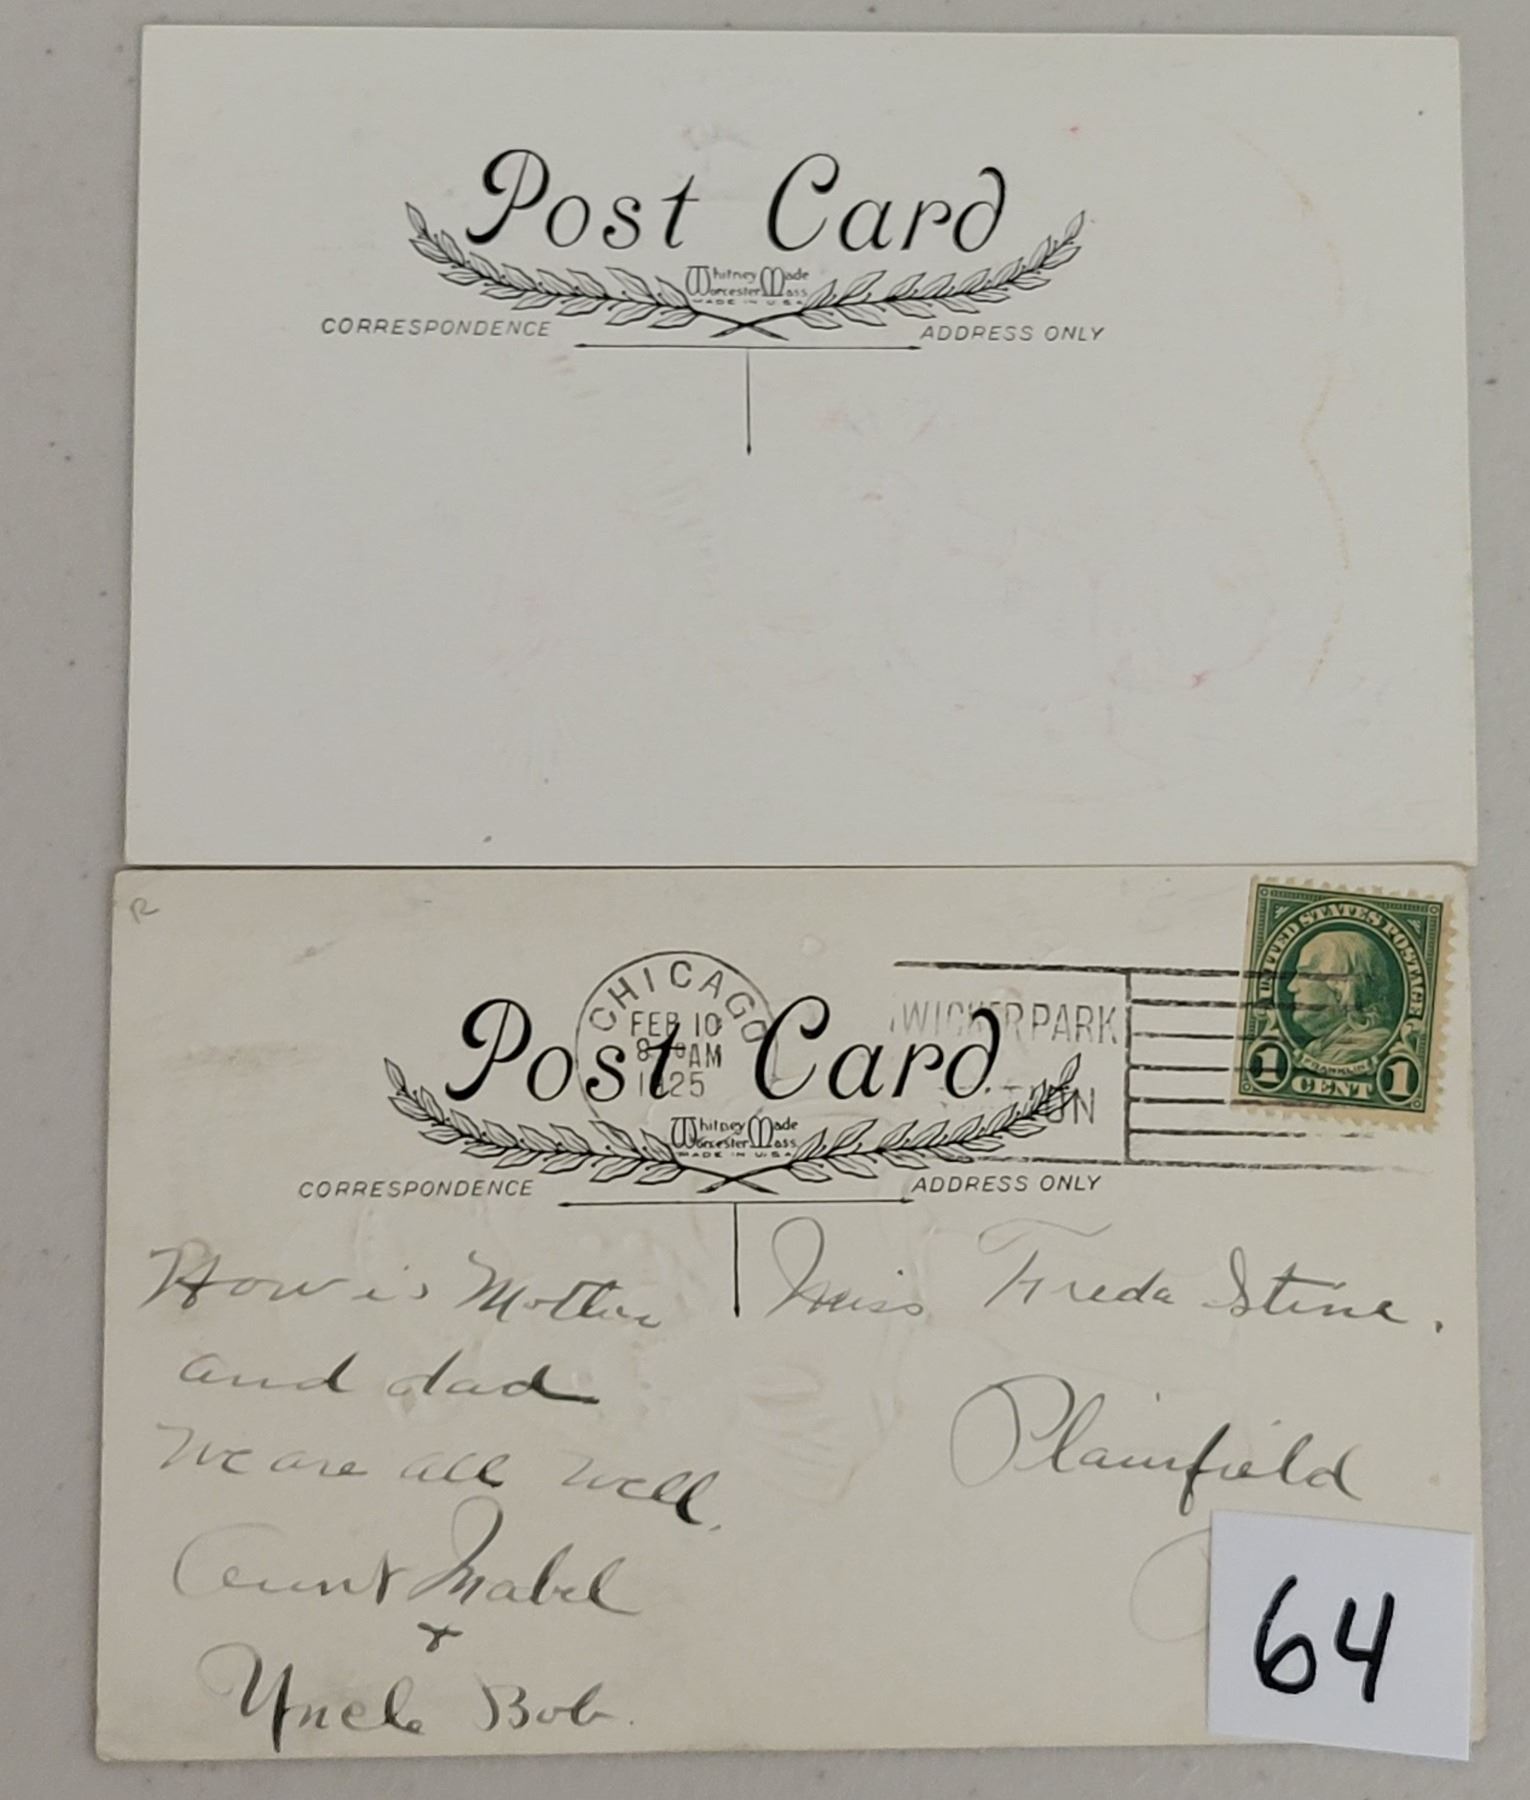 Post Card
Whitney Made
Worcester Mass
MADE IN U.S.A.
CORRESPONDENCE
ADDRESS ONLY
R
CHICAGO
FEB 10
AM
1925
WICKER PARK
UNITED STATES POSTAGE
FRANKLIN
1 CENT 1
Post Card
Whitney Made
Worcester Mass
MADE IN U.S.A.
CORRESPONDENCE
ADDRESS ONLY
How is Mother
and dad
We are all well.
Aunt Mabel
+
Uncle Bob.
Miss Freda Stine.
Plainfield
64